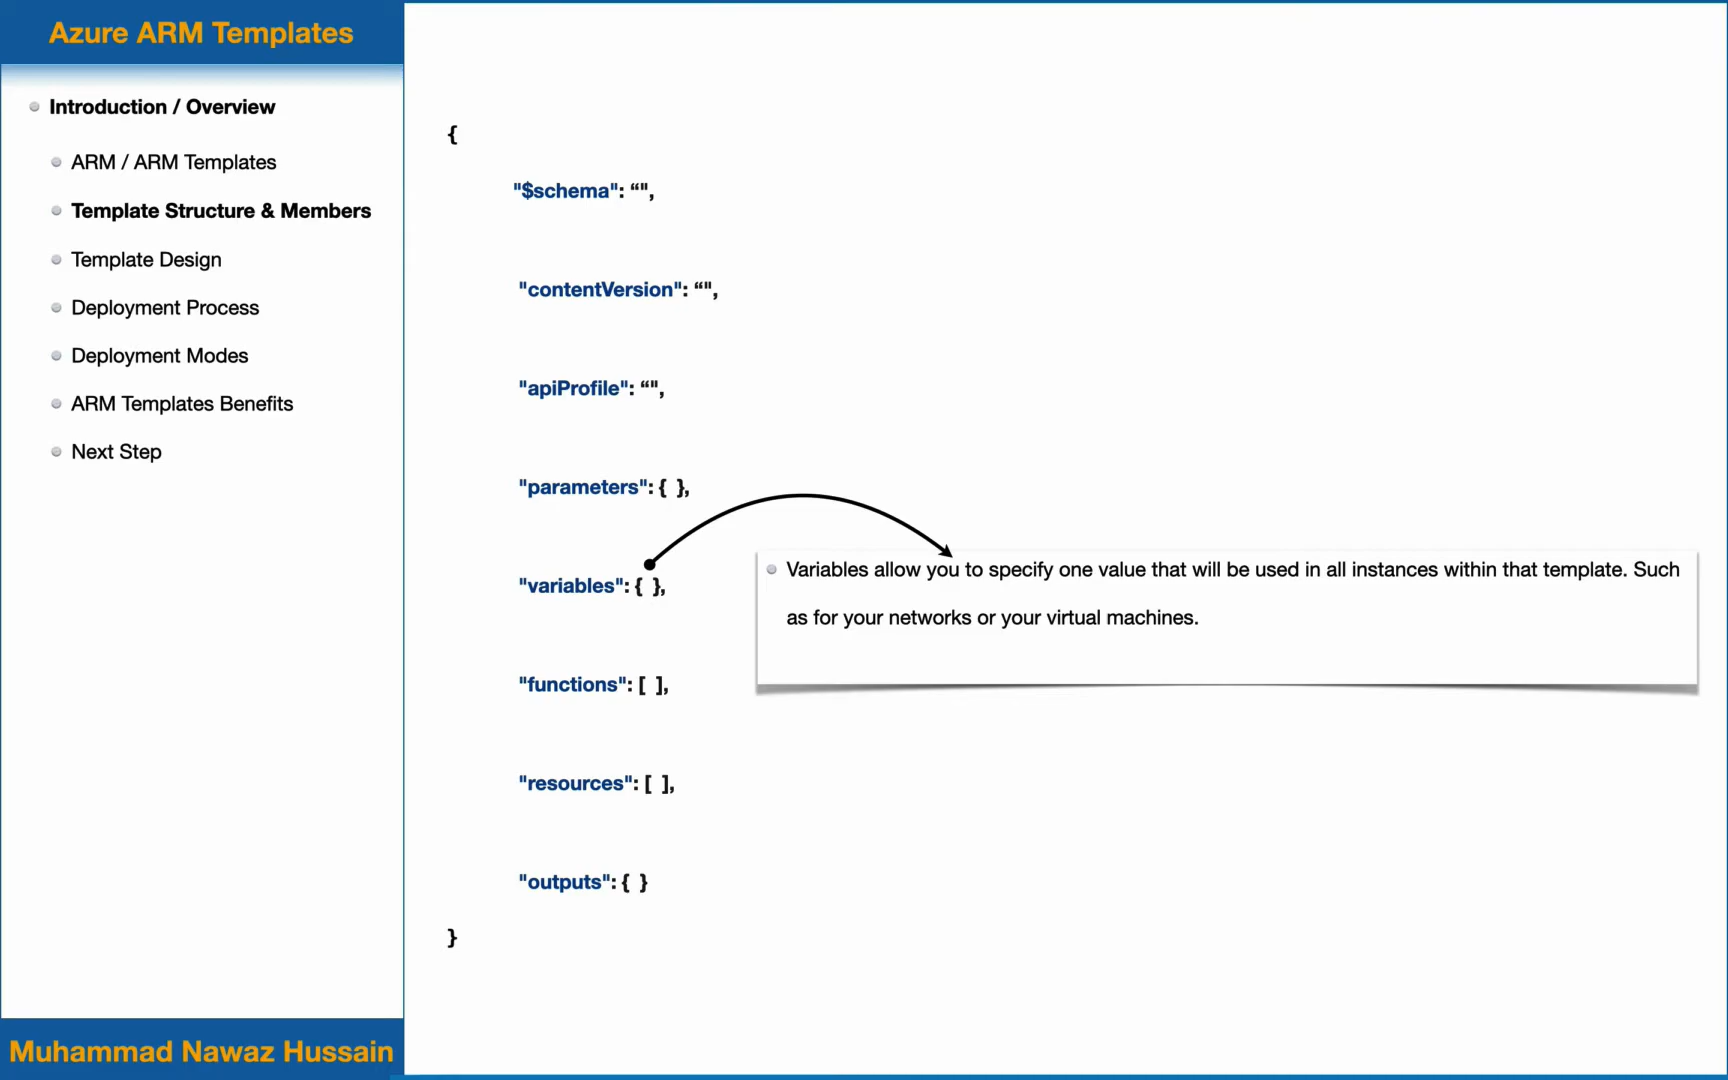 Azure ARM Templates
Introduction / Overview
ARM / ARM Templates
Template Structure & Members
Template Design
Deployment Process
Deployment Modes
ARM Templates Benefits
Next Step
Muhammad Nawaz Hussain
{
"$schema": “",
"contentVersion": “",
"apiProfile": “",
"parameters": { },
"variables": { },
"functions": [ ],
"resources": [ ],
"outputs": { }
}
Variables allow you to specify one value that will be used in all instances within that template. Such
as for your networks or your virtual machines.